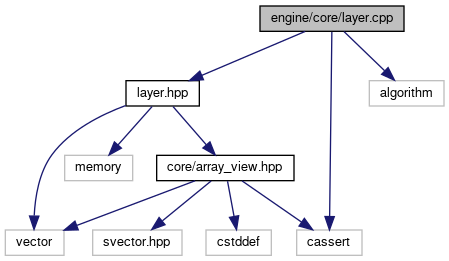 engine/core/layer.cpp
layer.hpp
algorithm
memory
core/array_view.hpp
vector
svector.hpp
cstddef
cassert